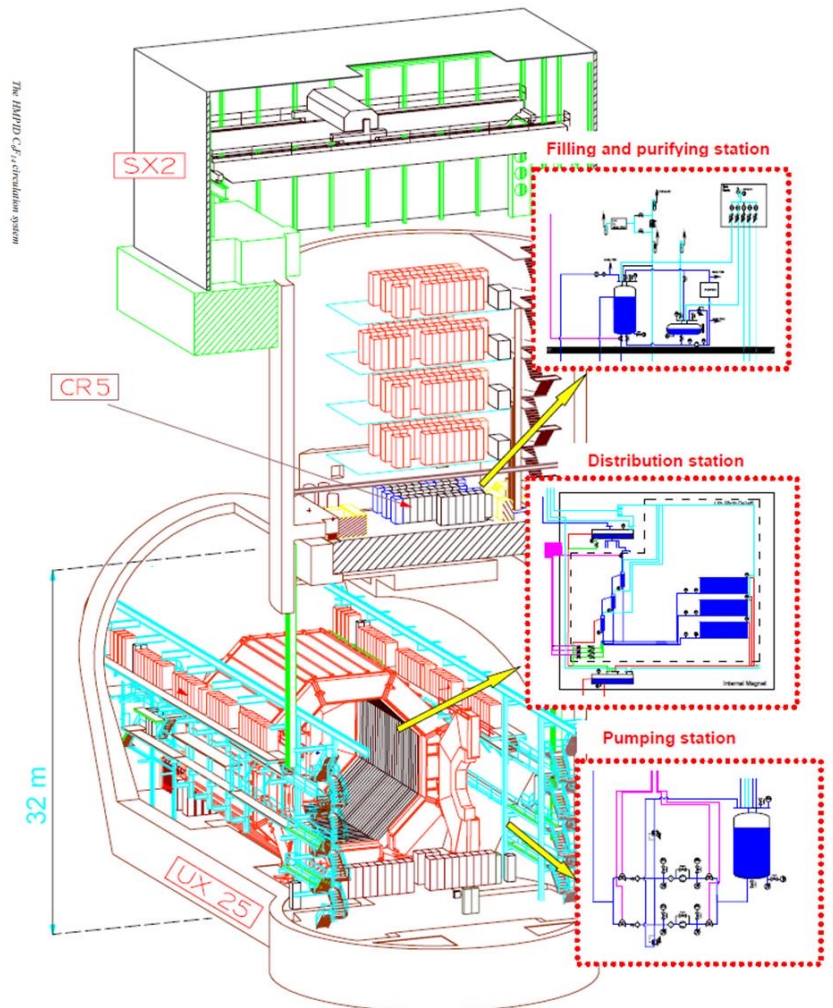 The HMPID C₆F₁₄ circulation system
SX2
Filling and purifying station
CR5
Distribution station
Internal Magnet
Pumping station
32 m
UX 25